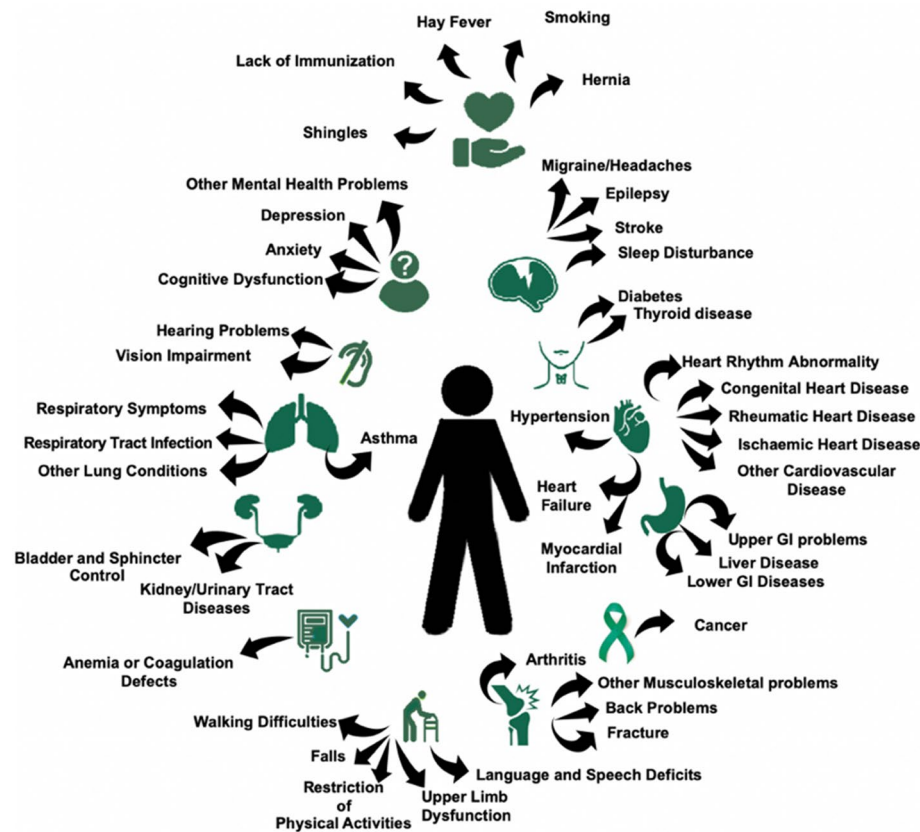 Hay Fever
Smoking
Lack of Immunization
Hernia
Shingles
Other Mental Health Problems
Depression
Anxiety
Cognitive Dysfunction
Migraine/Headaches
Epilepsy
Stroke
Sleep Disturbance
Diabetes
Thyroid disease
Hearing Problems
Vision Impairment
Respiratory Symptoms
Respiratory Tract Infection
Other Lung Conditions
Asthma
Hypertension
Heart
Failure
Myocardial
Infarction
Heart Rhythm Abnormality
Congenital Heart Disease
Rheumatic Heart Disease
Ischaemic Heart Disease
Other Cardiovascular
Disease
Upper GI problems
Liver Disease
Lower GI Diseases
Bladder and Sphincter
Control
Kidney/Urinary Tract
Diseases
Cancer
Anemia or Coagulation
Defects
Arthritis
Other Musculoskeletal problems
Back Problems
Fracture
Walking Difficulties
Falls
Restriction
of
Physical Activities
Upper Limb
Dysfunction
Language and Speech Deficits
?